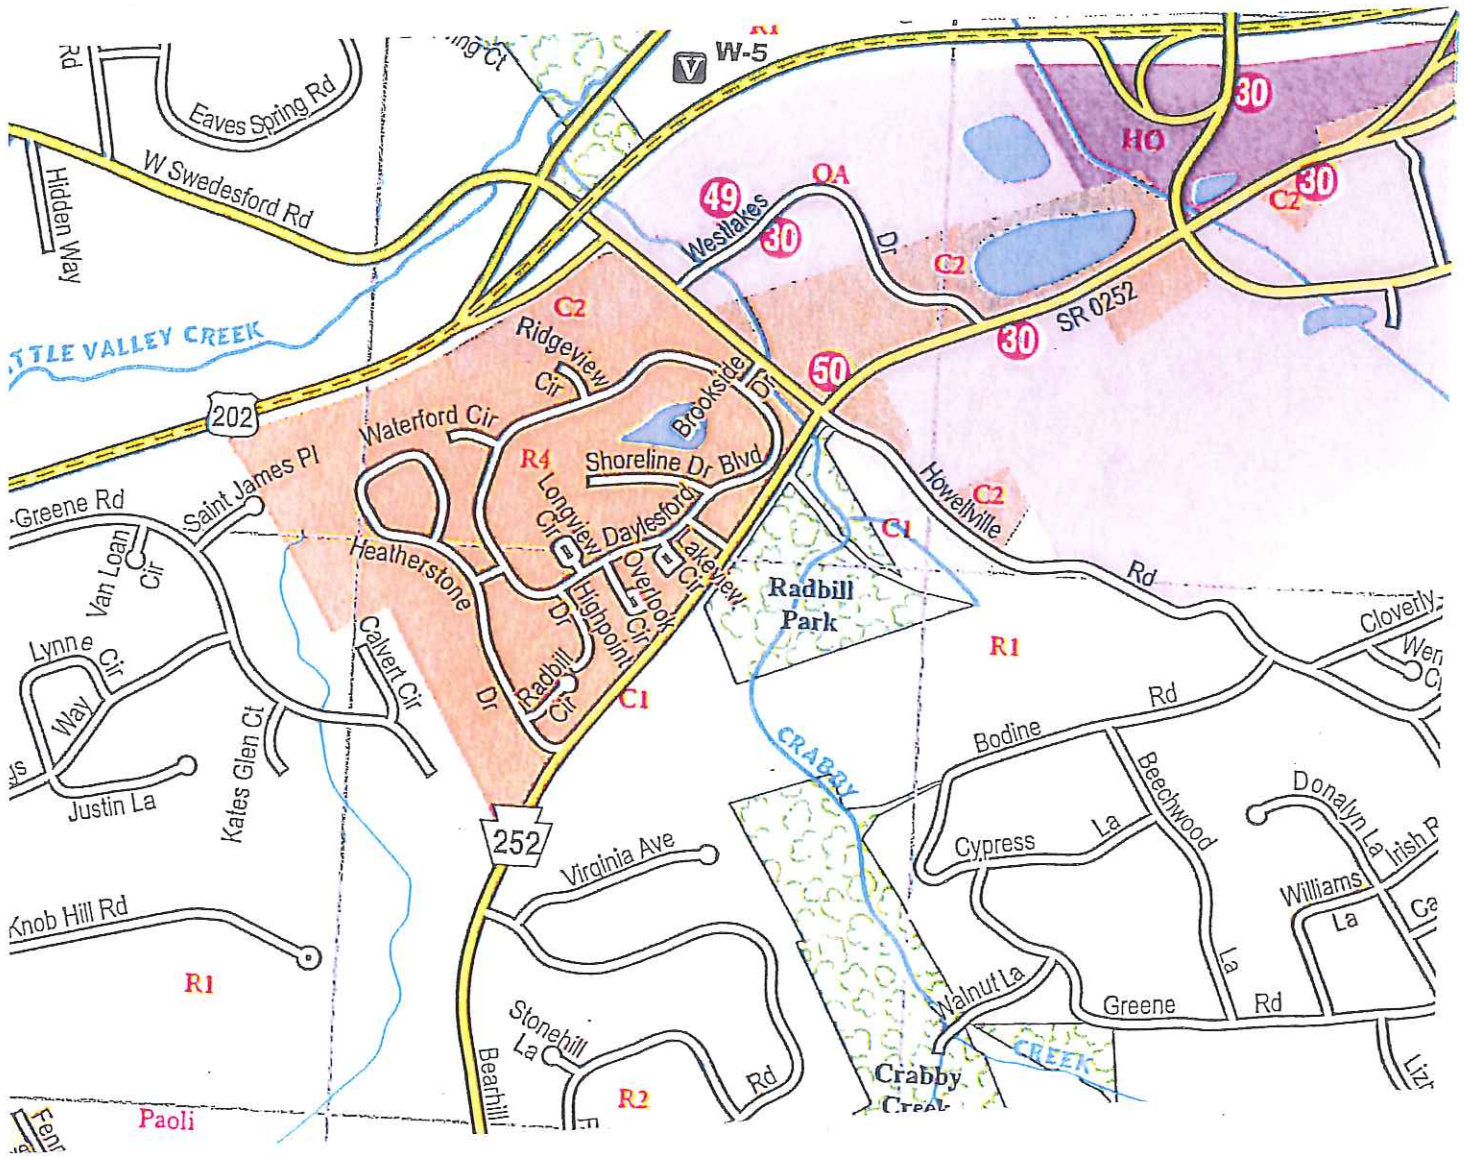 R1
W-5
V
Rd
Eaves Spring Rd
W Swedesford Rd
Hidden Way
30
HO
49
Westlakes
OA
30
Dr
C2
30
C2
SR 0252
30
C2
TTLE VALLEY CREEK
202
Ridgeview
Cir
Brookside
Dr
50
Waterford Cir
R4
Shoreline Dr
Blvd
Daylesford
Longview
Cir
Saint James Pl
Greene Rd
Van Loan
Cir
Heatherstone
Dr
Lakeview
Cir
Overlook
Cir
Highpoint
Dr
Radbill
Cir
C1
Howellville
Rd
C2
C1
Radbill
Park
R1
Cloverly
Lynne Cir
Way
Calvert Cir
Kates Glen Ct
Justin La
252
CRABBY
Bodine
Rd
Beechwood
La
Donalyn La
Cypress
La
Williams
La
Irish R
Ca
Virginia Ave
Knob Hill Rd
R1
Stonehill
La
Bearhill
Rd
R2
Walnut La
Greene
Rd
CREEK
Crabby
Creek
Paoli